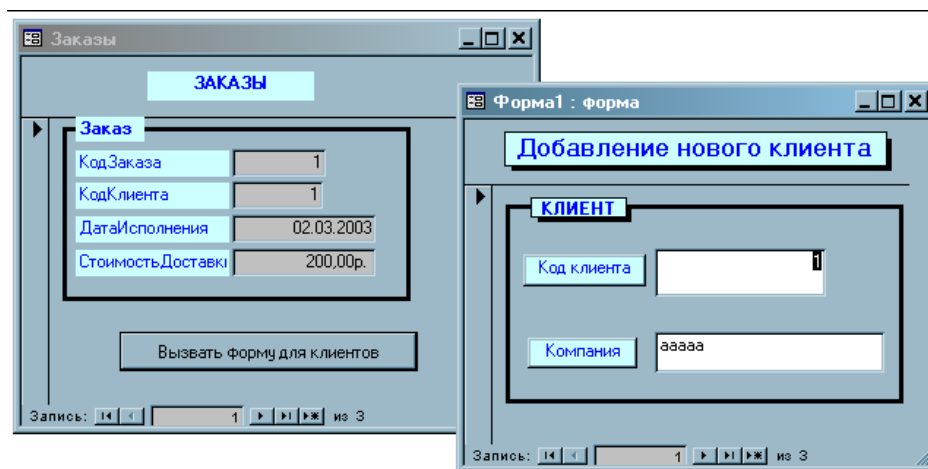 Заказы
ЗАКАЗЫ
Заказ
КодЗаказа 1
КодКлиента 1
ДатаИсполнения 02.03.2003
СтоимостьДоставкı 200,00р.
Вызвать форму для клиентов
Запись: 1 из 3
Форма1 : форма
Добавление нового клиента
КЛИЕНТ
Код клиента 1
Компания ааааа
Запись: 1 из 3